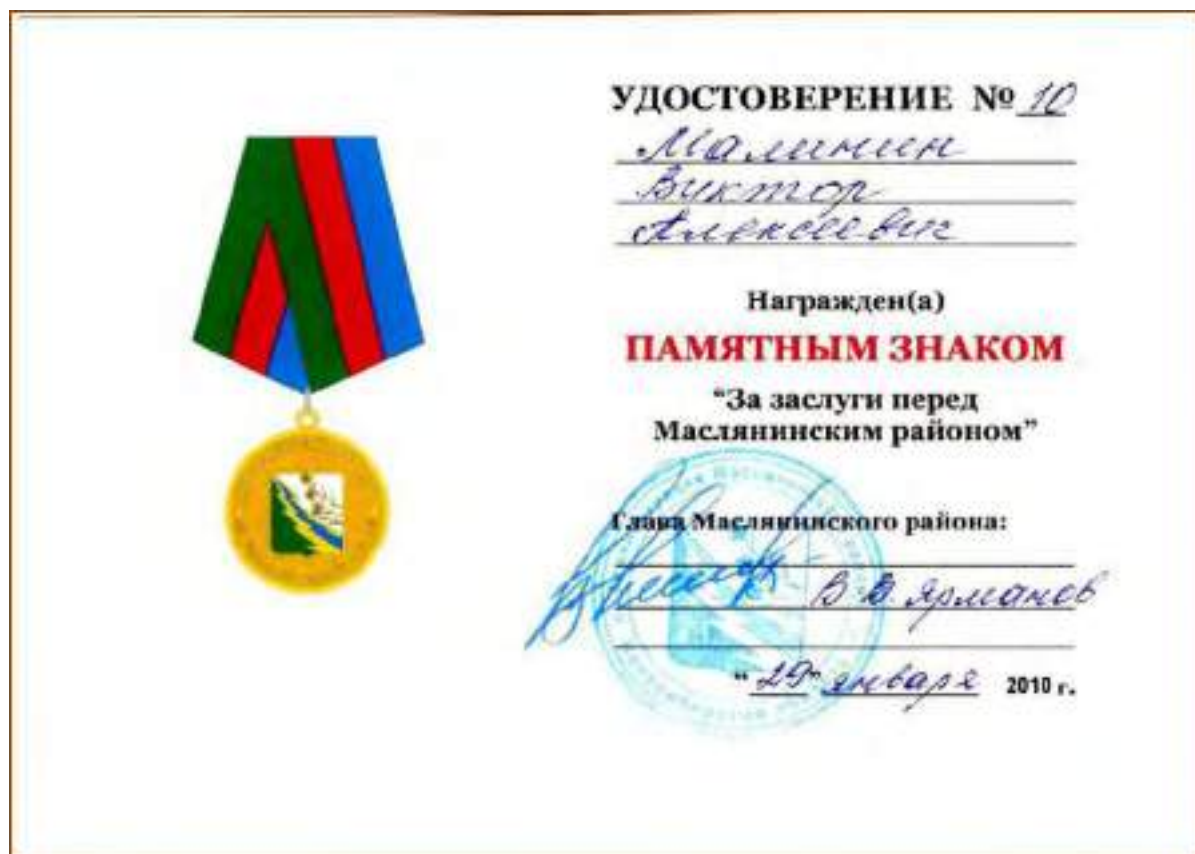 УДОСТОВЕРЕНИЕ № 10
Малинин
Виктор
Алексеевич
Награжден(а)
ПАМЯТНЫМ ЗНАКОМ
“За заслуги перед
Маслянинским районом”
Глава Маслянинского района:
В.В. Ярманов
“29” января 2010 г.